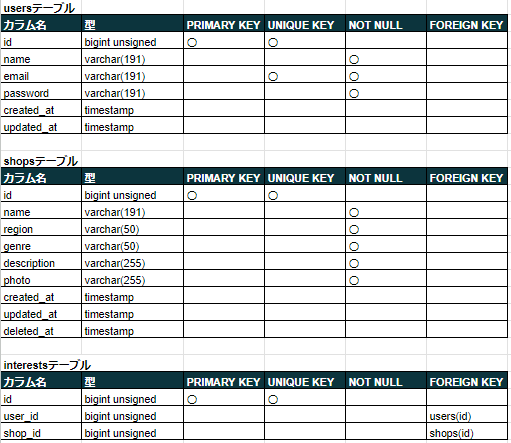 usersテーブル
カラム名 型 PRIMARY KEY UNIQUE KEY NOT NULL FOREIGN KEY
id bigint unsigned ○ ○
name varchar(191) ○
email varchar(191) ○ ○
password varchar(191) ○
created_at timestamp
updated_at timestamp
shopsテーブル
カラム名 型 PRIMARY KEY UNIQUE KEY NOT NULL FOREIGN KEY
id bigint unsigned ○ ○
name varchar(191) ○
region varchar(50) ○
genre varchar(50) ○
description varchar(255) ○
photo varchar(255) ○
created_at timestamp
updated_at timestamp
deleted_at timestamp
interestsテーブル
カラム名 型 PRIMARY KEY UNIQUE KEY NOT NULL FOREIGN KEY
id bigint unsigned ○ ○
user_id bigint unsigned users(id)
shop_id bigint unsigned shops(id)